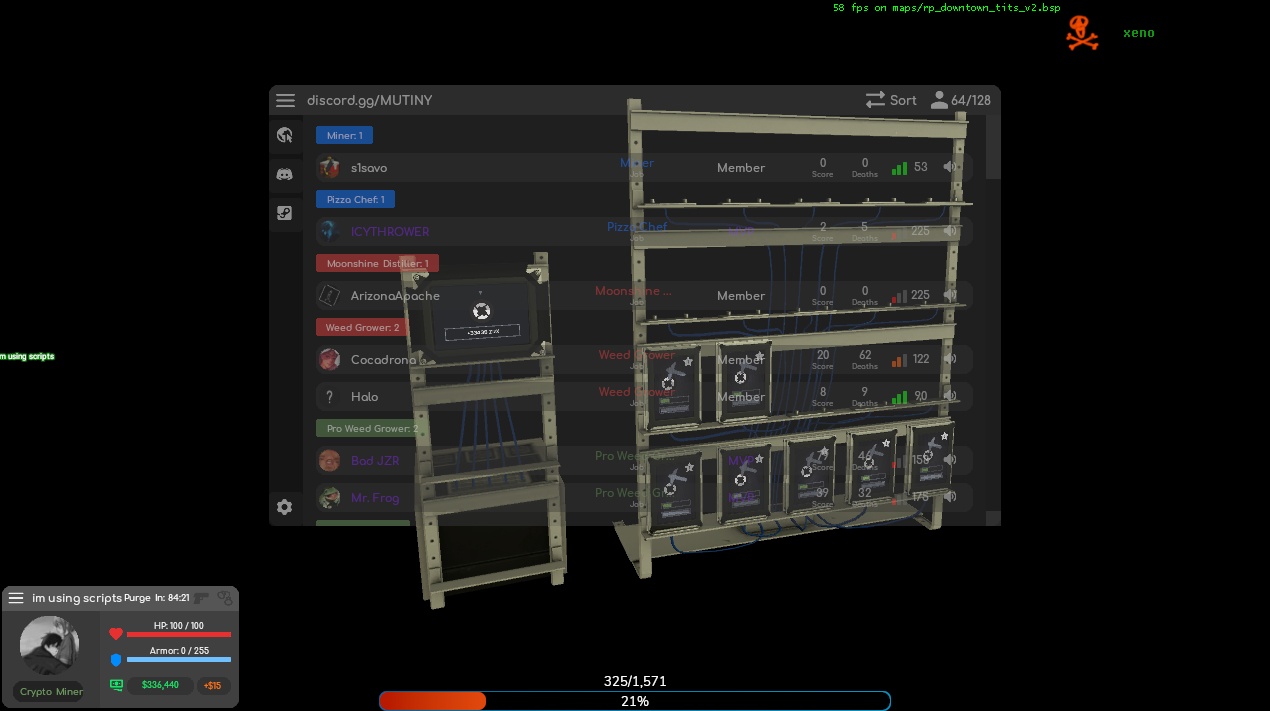 58 fps on maps/rp_downtown_tits_v2.bsp
xeno
discord.gg/MUTINY
Sort
64/128
Miner: 1
s1savo
Miner
Job
Member
0
Score
0
Deaths
53
Pizza Chef: 1
ICYTHROWER
Pizza Chef
Job
2
Score
5
Deaths
225
Moonshine Distiller: 1
ArizonaApache
Moonshine ...
Job
Member
0
Score
0
Deaths
225
Weed Grower: 2
Cocadrona
Weed Grower
Job
Member
20
Score
62
Deaths
122
Halo
Weed Grower
Job
Member
8
Score
9
Deaths
90
Pro Weed Grower: 2
Bad JZR
Pro Weed Gr...
Job
MVP
Score
Deaths
Mr. Frog
Pro Weed Gr...
Job
MVP
39
Score
32
Deaths
175
m using scripts
im using scripts
Purge In: 84:21
HP: 100 / 100
Armor: 0 / 255
Crypto Miner
$336,440
+$15
325/1,571
21%